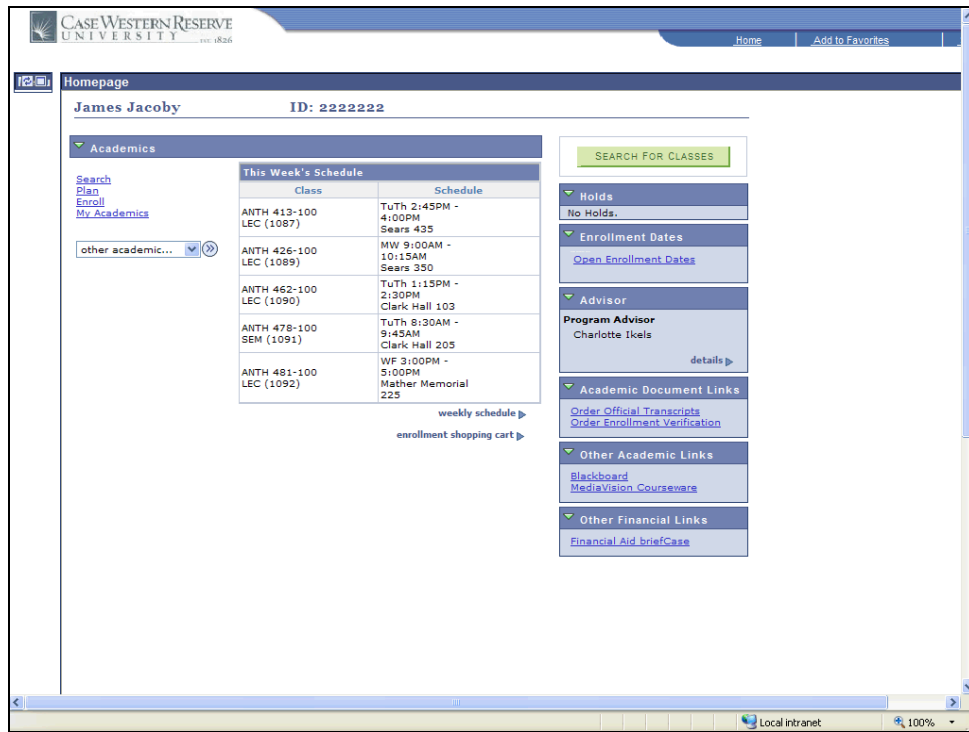 CASE WESTERN RESERVE
UNIVERSITY EST. 1826
Home
Add to Favorites
Homepage
James Jacoby
ID: 2222222
Academics
Search
Plan
Enroll
My Academics
other academic...
This Week's Schedule
Class
Schedule
ANTH 413-100
LEC (1087)
TuTh 2:45PM -
4:00PM
Sears 435
ANTH 426-100
LEC (1089)
MW 9:00AM -
10:15AM
Sears 350
ANTH 462-100
LEC (1090)
TuTh 1:15PM -
2:30PM
Clark Hall 103
ANTH 478-100
SEM (1091)
TuTh 8:30AM -
9:45AM
Clark Hall 205
ANTH 481-100
LEC (1092)
WF 3:00PM -
5:00PM
Mather Memorial
225
weekly schedule
enrollment shopping cart
SEARCH FOR CLASSES
Holds
No Holds.
Enrollment Dates
Open Enrollment Dates
Advisor
Program Advisor
Charlotte Ikels
details
Academic Document Links
Order Official Transcripts
Order Enrollment Verification
Other Academic Links
Blackboard
MediaVision Courseware
Other Financial Links
Financial Aid briefCase
Local intranet
100%